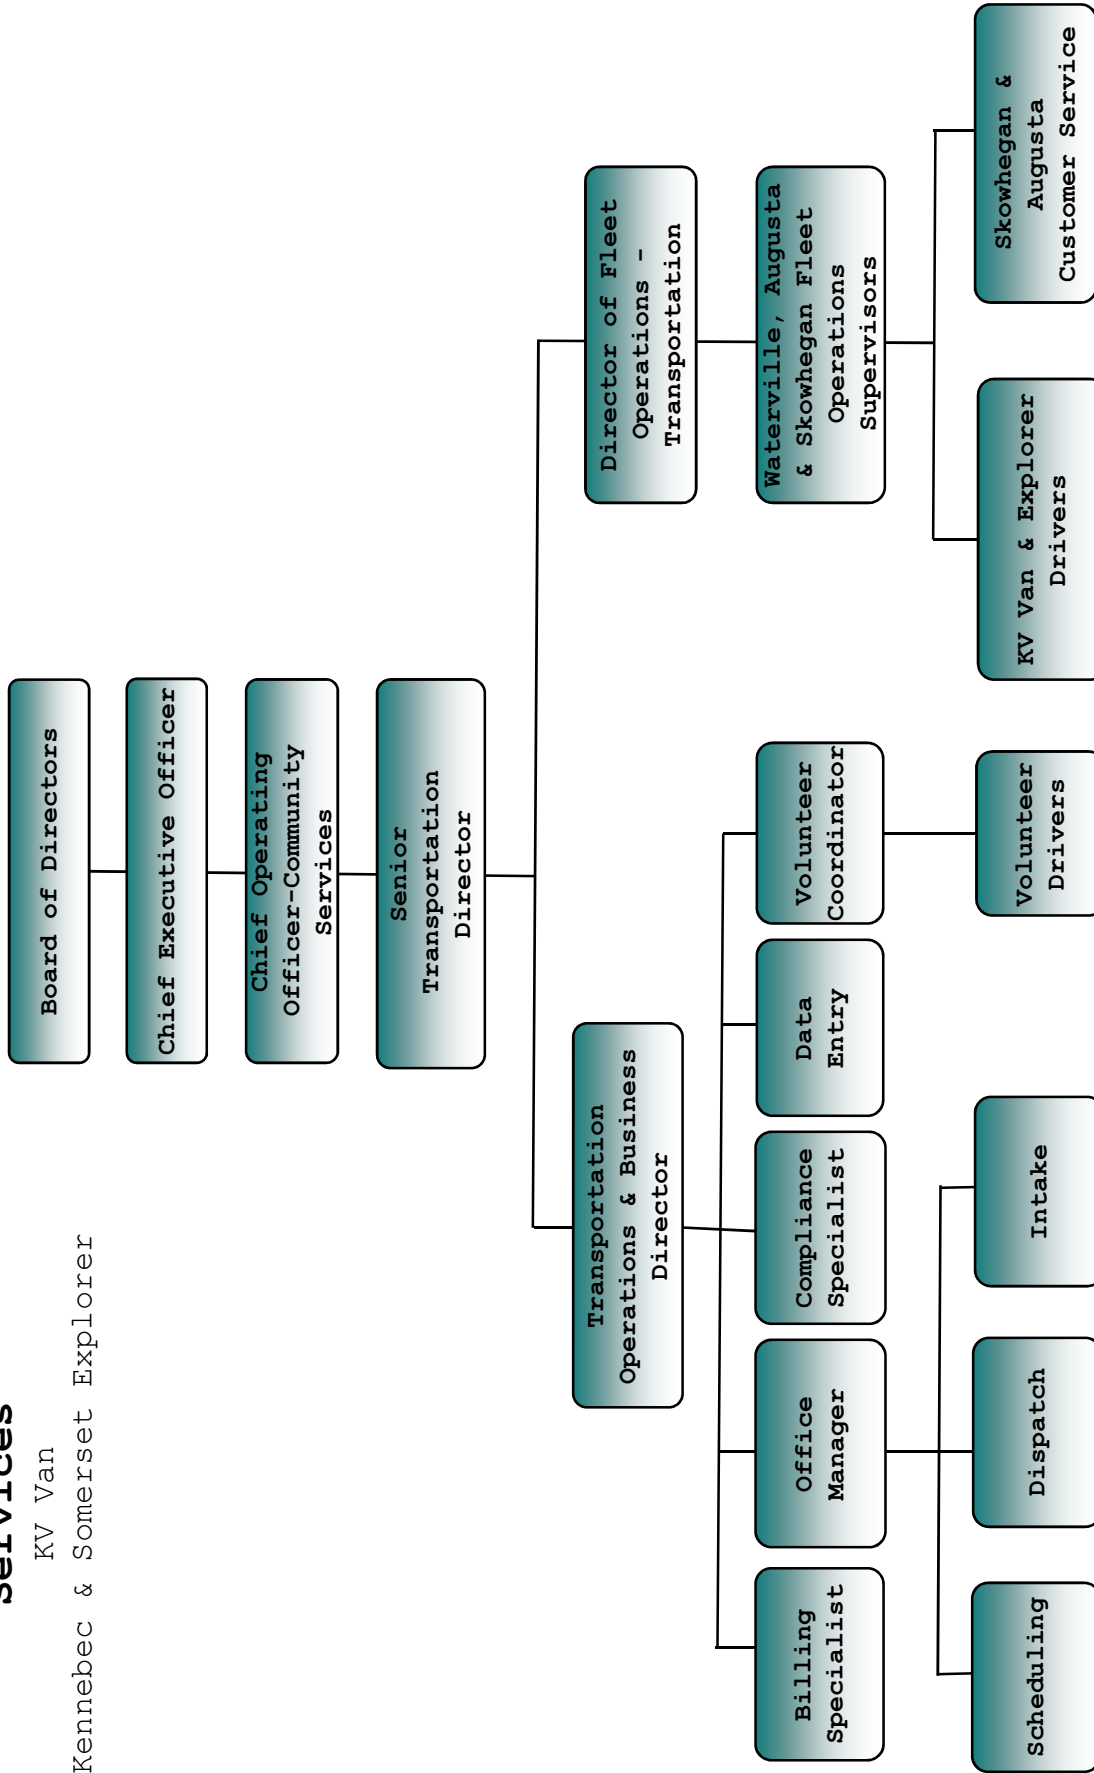 Services
KV Van
Kennebec & Somerset Explorer
Board of Directors
Chief Executive Officer
Chief Operating
Officer-Community
Services
Senior
Transportation
Director
Transportation
Operations & Business
Director
Director of Fleet
Operations -
Transportation
Billing
Specialist
Office
Manager
Compliance
Specialist
Data
Entry
Volunteer
Coordinator
Waterville, Augusta
& Skowhegan Fleet
Operations
Supervisors
Scheduling
Dispatch
Intake
Volunteer
Drivers
KV Van & Explorer
Drivers
Skowhegan &
Augusta
Customer Service